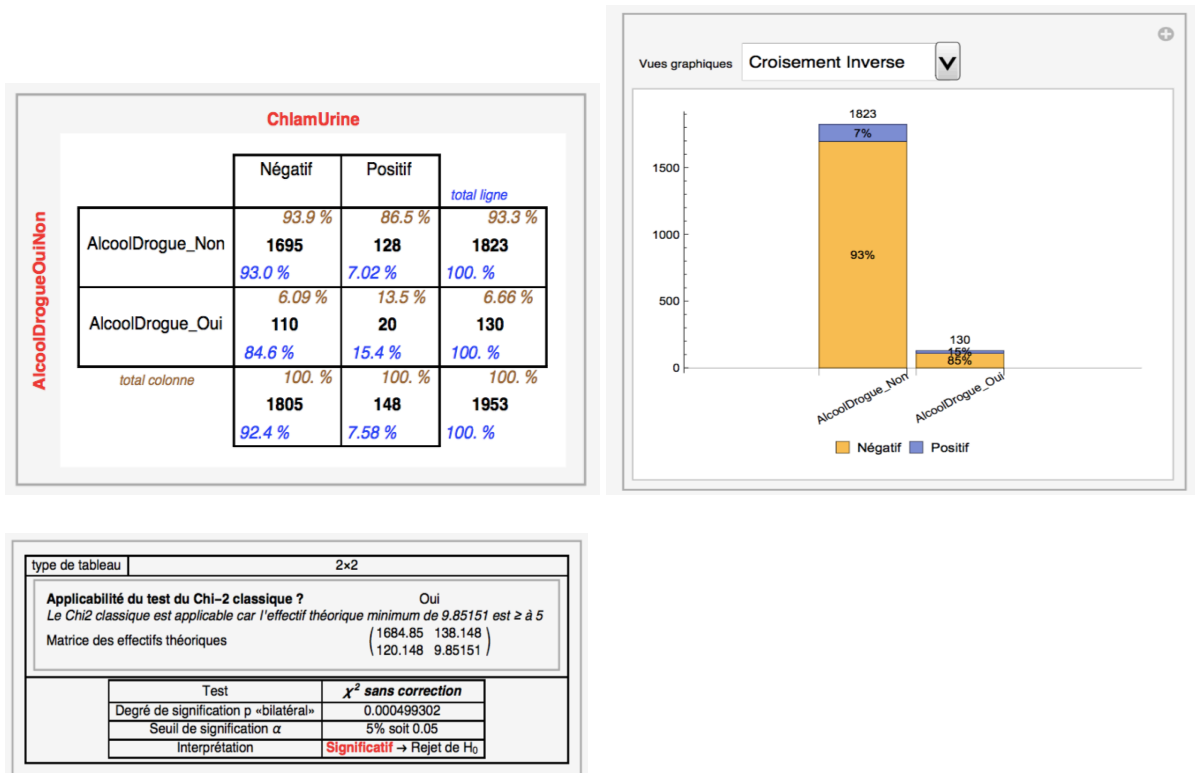 ChlamUrine
Négatif Positif
total ligne
AlcoolDrogueOuiNon
93.9 % 86.5 % 93.3 %
AlcoolDrogue_Non 1695 128 1823
93.0 % 7.02 % 100. %
6.09 % 13.5 % 6.66 %
AlcoolDrogue_Oui 110 20 130
84.6 % 15.4 % 100. %
total colonne 100. % 100. % 100. %
1805 148 1953
92.4 % 7.58 % 100. %
Vues graphiques Croisement Inverse
1823
7%
1500
1000
93%
500
130
15%
85%
0
AlcoolDrogue_Non AlcoolDrogue_Oui
Négatif Positif
type de tableau 2×2
Applicabilité du test du Chi-2 classique ? Oui
Le Chi2 classique est applicable car l'effectif théorique minimum de 9.85151 est ≥ à 5
Matrice des effectifs théoriques ( 1684.85 138.148
120.148 9.85151 )
Test χ² sans correction
Degré de signification p «bilatéral» 0.000499302
Seuil de signification α 5% soit 0.05
Interprétation Significatif → Rejet de H₀